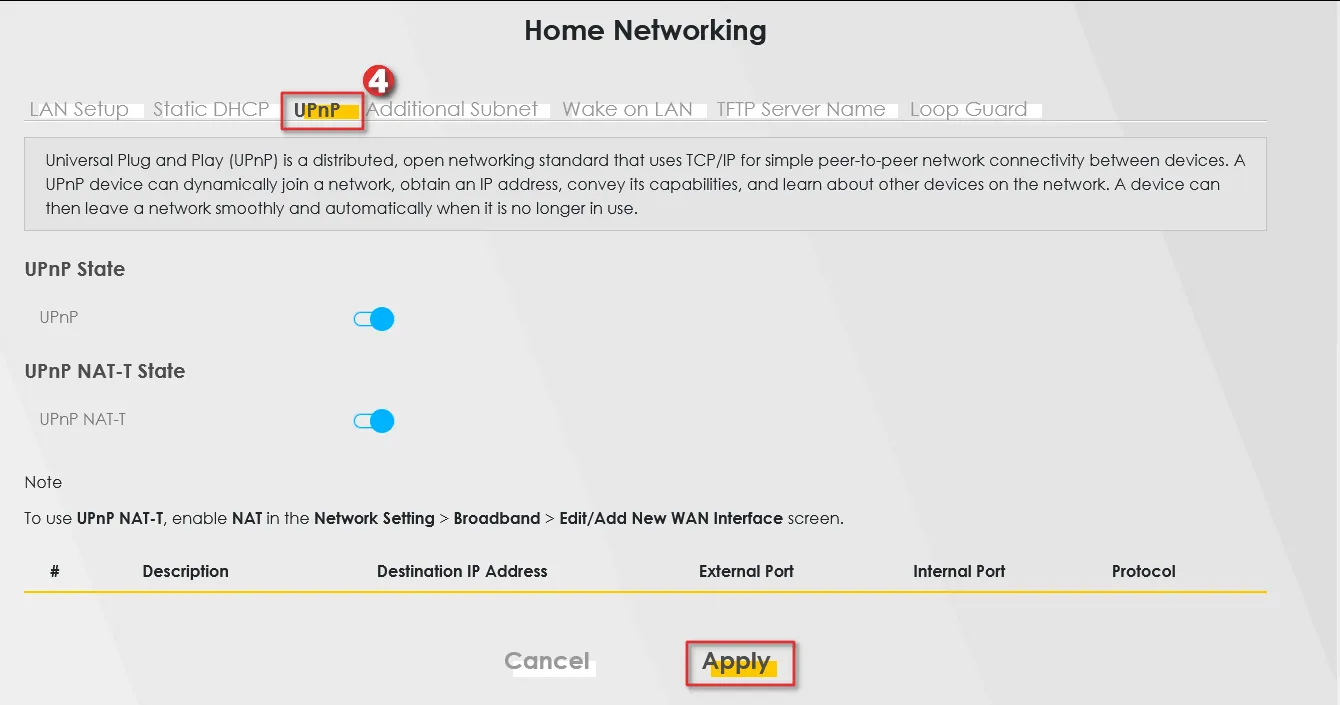 Home Networking
4
LAN Setup Static DHCP UPnP Additional Subnet Wake on LAN TFTP Server Name Loop Guard
Universal Plug and Play (UPnP) is a distributed, open networking standard that uses TCP/IP for simple peer-to-peer network connectivity between devices. A
UPnP device can dynamically join a network, obtain an IP address, convey its capabilities, and learn about other devices on the network. A device can
then leave a network smoothly and automatically when it is no longer in use.
UPnP State
UPnP
UPnP NAT-T State
UPnP NAT-T
Note
To use UPnP NAT-T, enable NAT in the Network Setting > Broadband > Edit/Add New WAN Interface screen.
# Description Destination IP Address External Port Internal Port Protocol
Cancel Apply